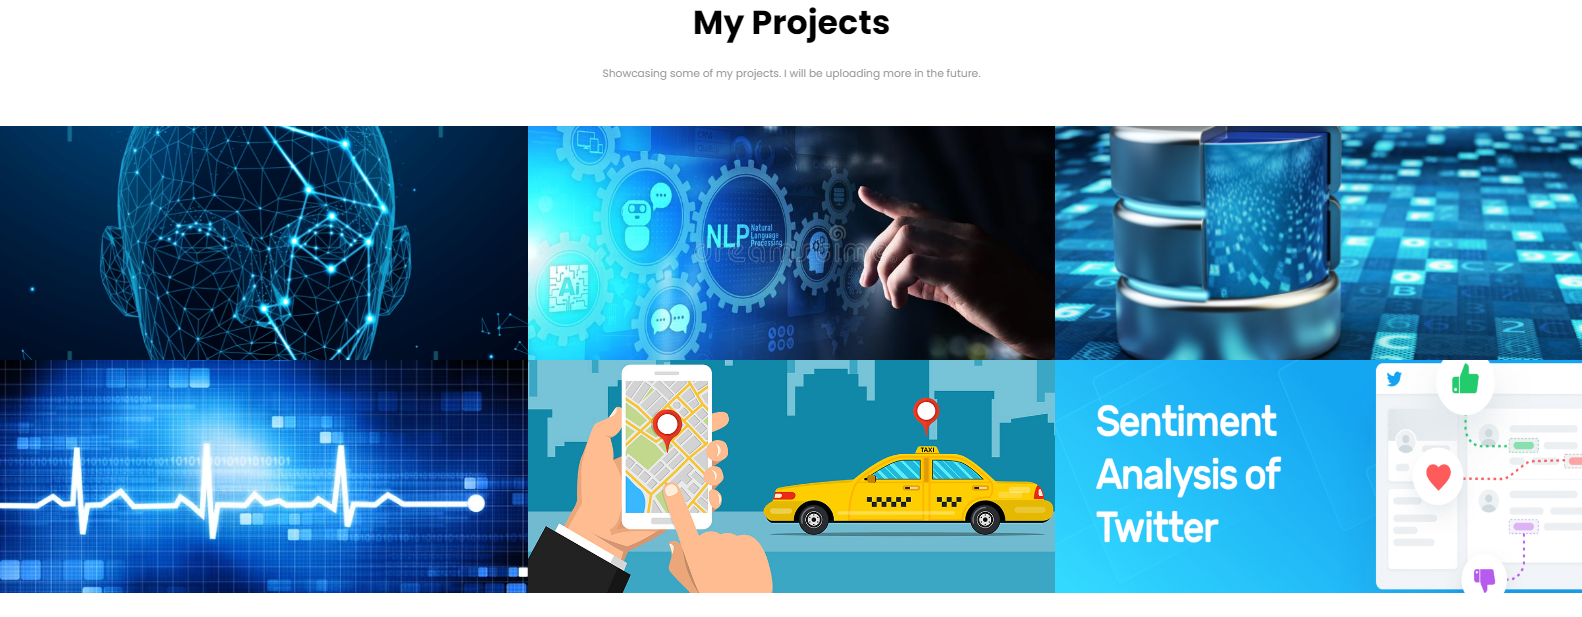 My Projects
Showcasing some of my projects. I will be uploading more in the future.
NLP Natural
Language
Processing
Ai
TAXI
Sentiment
Analysis of
Twitter